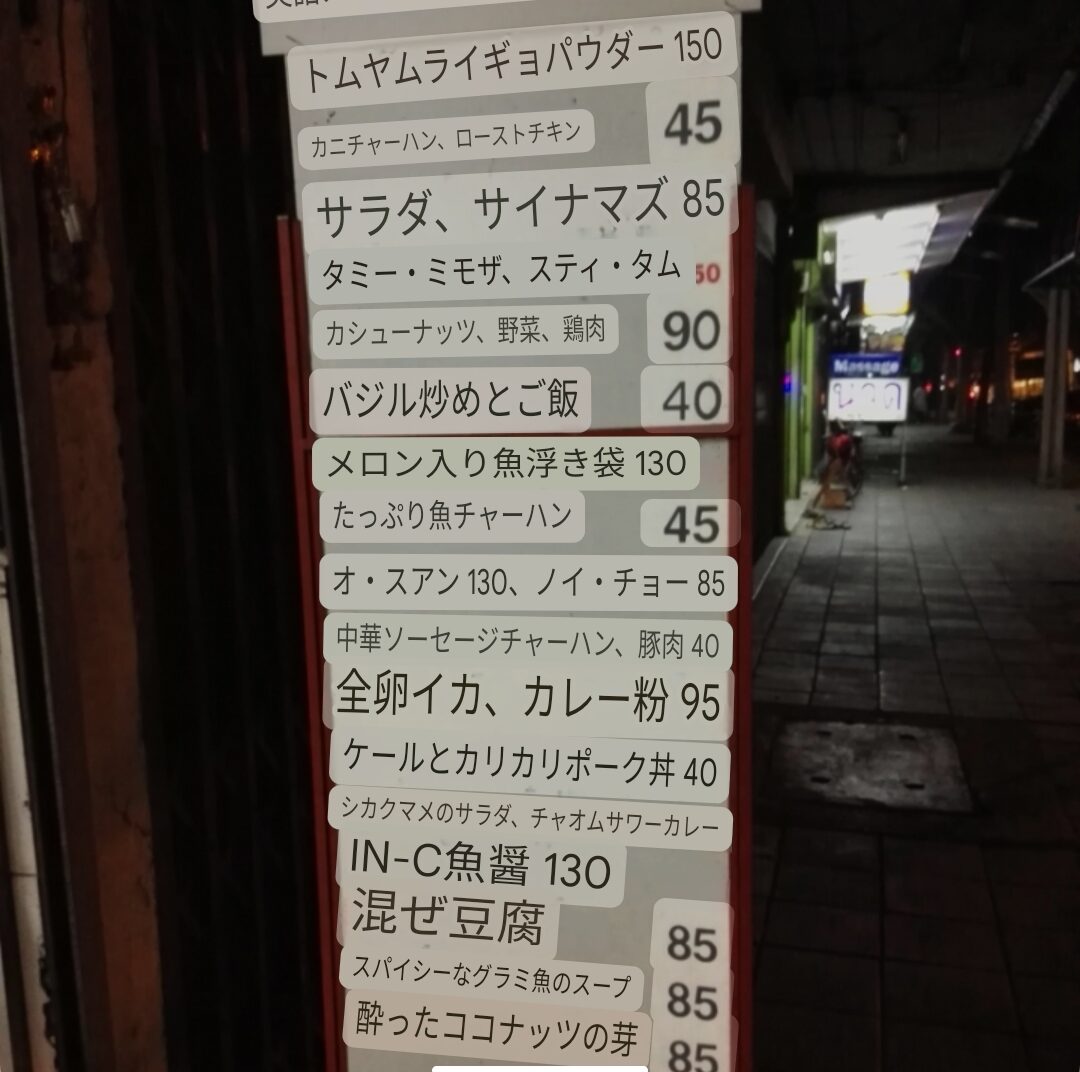 トムヤムライギョパウダー 150
カニチャーハン、ローストチキン 45
サラダ、サイナマズ 85
タミー・ミモザ、スティ・タム 50
カシューナッツ、野菜、鶏肉 90
バジル炒めとご飯 40
メロン入り魚浮き袋 130
たっぷり魚チャーハン 45
オ・スアン 130、ノイ・チョー 85
中華ソーセージチャーハン、豚肉 40
全卵イカ、カレー粉 95
ケールとカリカリポーク丼 40
シカクマメのサラダ、チャオムサワーカレー
IN-C魚醤 130
混ぜ豆腐 85
スパイシーなグラミ魚のスープ 85
酔ったココナッツの芽 85
Massage
นวด